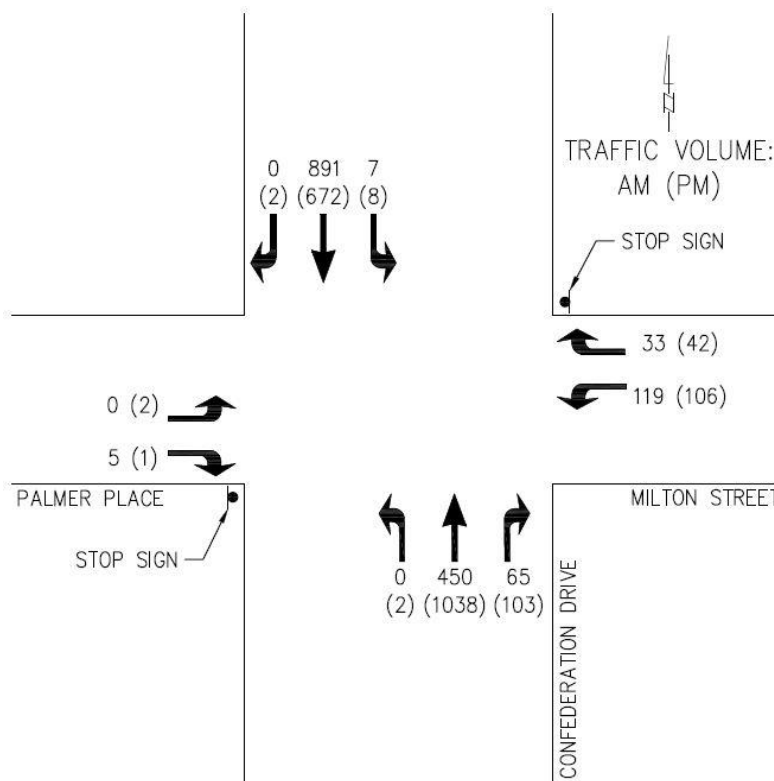 N
TRAFFIC VOLUME:
AM (PM)
0 891 7
(2) (672) (8)
STOP SIGN
33 (42)
119 (106)
0 (2)
5 (1)
PALMER PLACE
MILTON STREET
STOP SIGN
0 450 65
(2) (1038) (103)
CONFEDERATION DRIVE